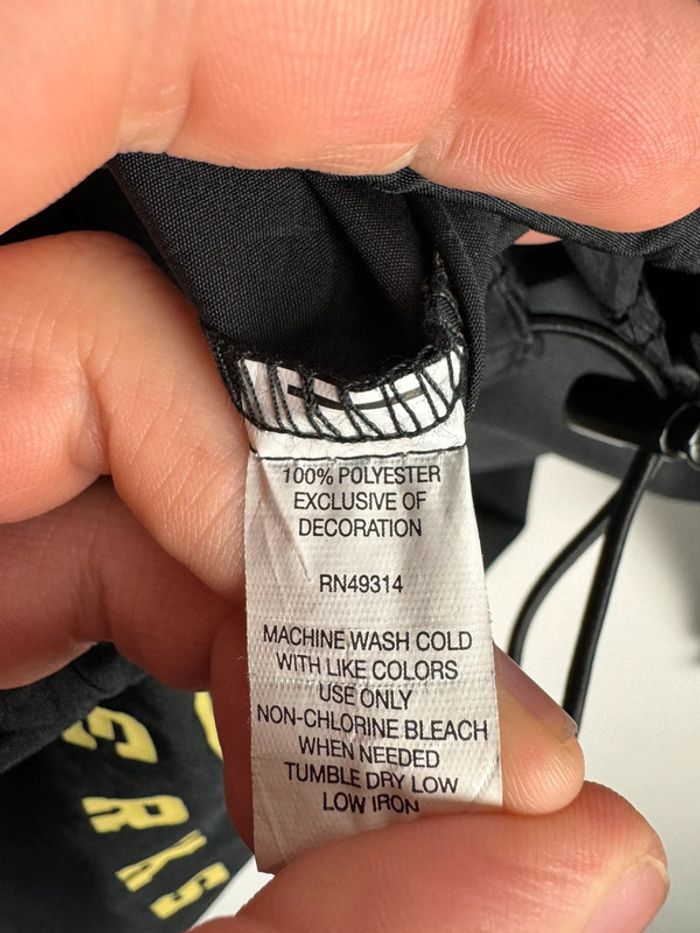 100% POLYESTER
EXCLUSIVE OF
DECORATION
RN49314
MACHINE WASH COLD
WITH LIKE COLORS
USE ONLY
NON-CHLORINE BLEACH
WHEN NEEDED
TUMBLE DRY LOW
LOW IRON